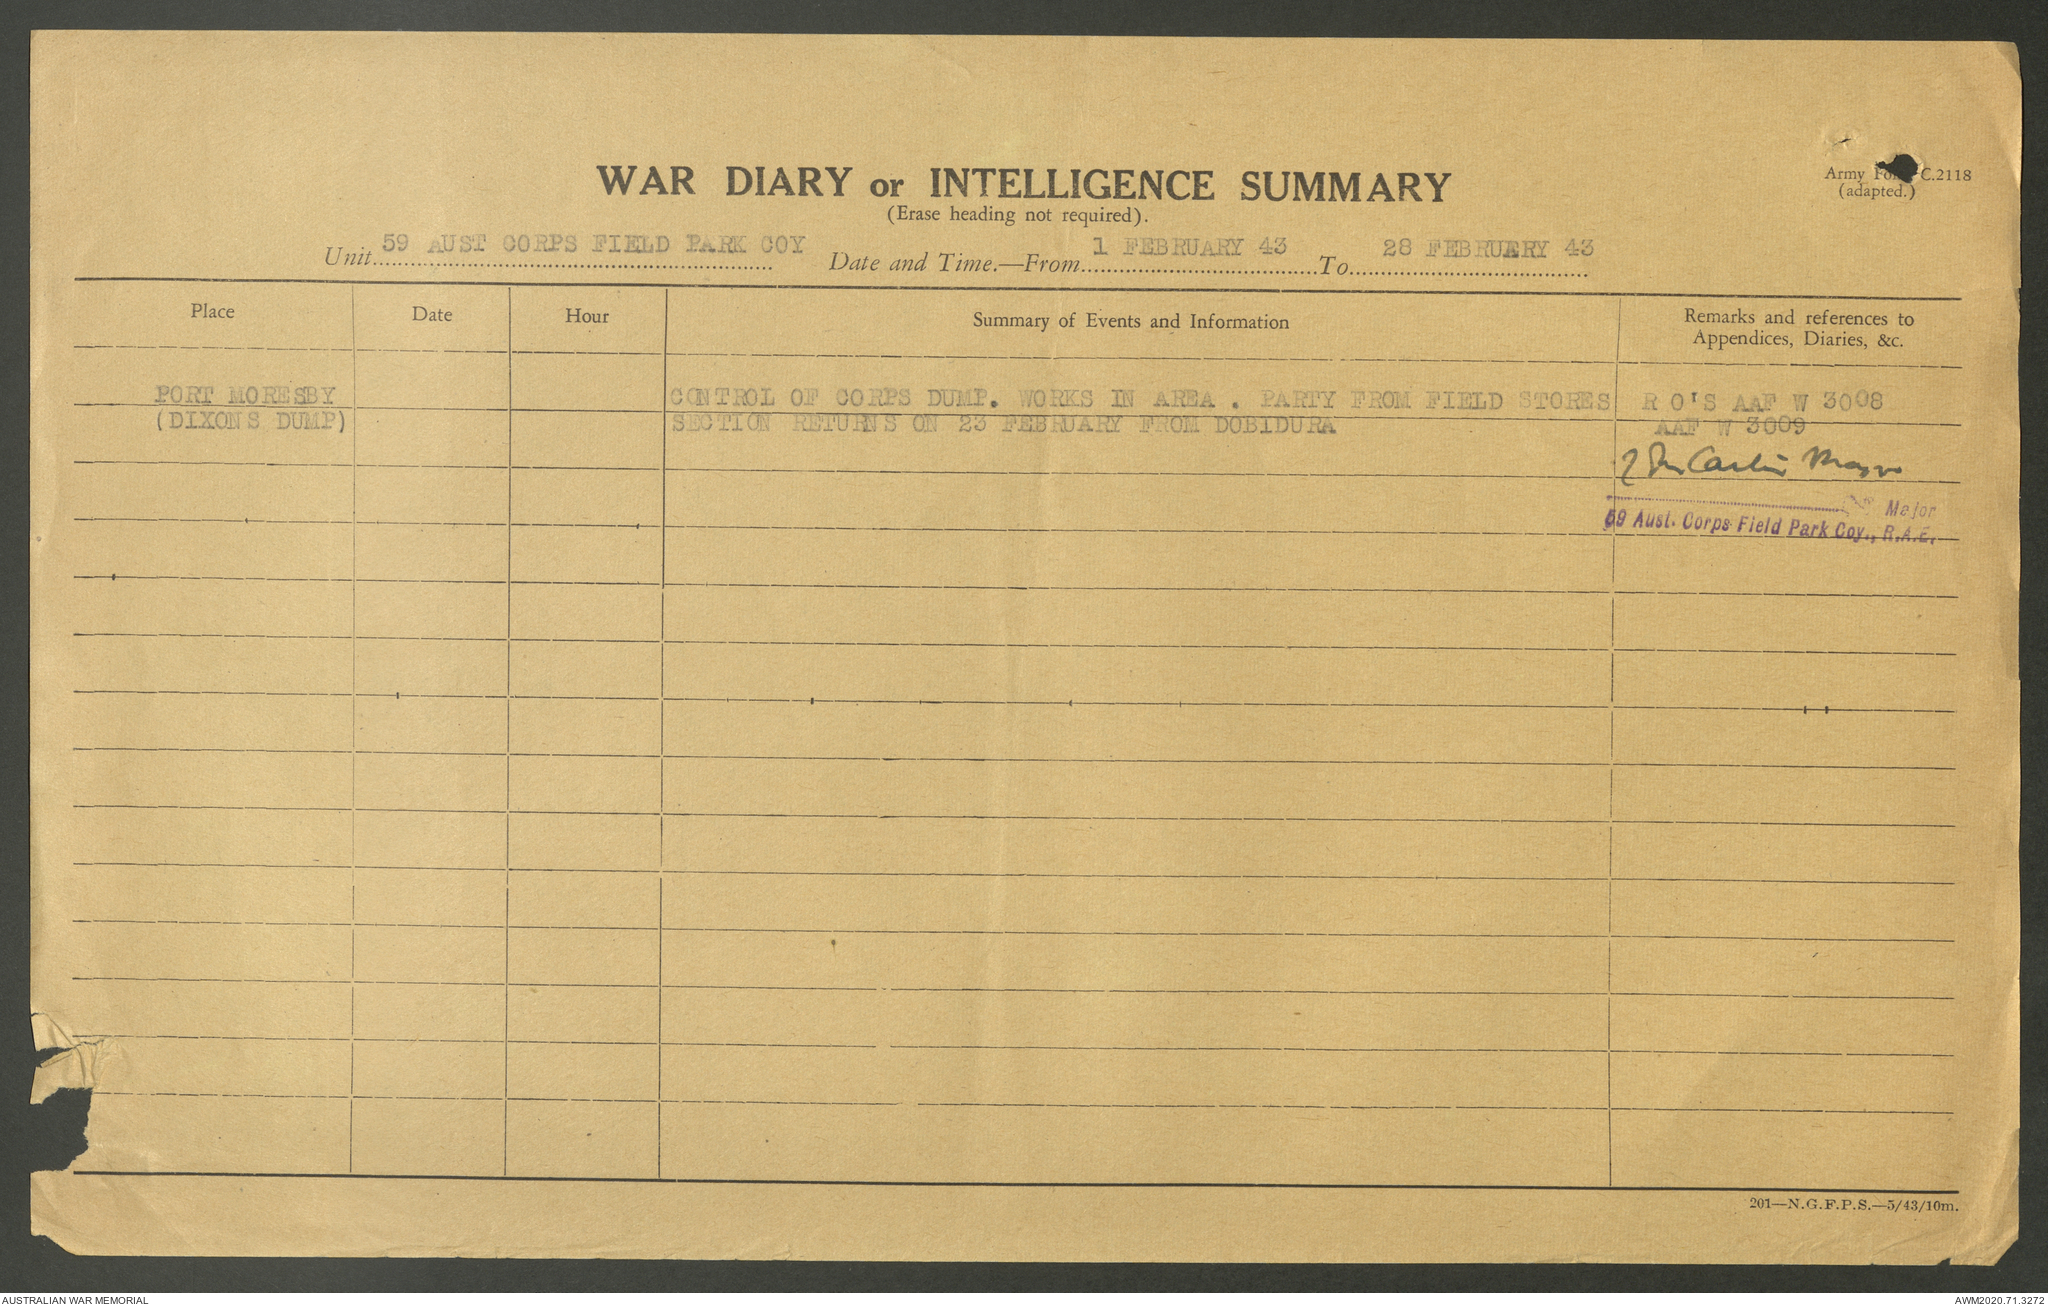 WAR DIARY or INTELLIGENCE SUMMARY
(Erase heading not required).
Army Fo C.2118
(adapted.)
Unit 59 AUST CORPS FIELD PARK COY Date and Time.—From 1 FEBRUARY 43 To 28 FEBRUARY 43
Place Date Hour Summary of Events and Information Remarks and references to
Appendices, Diaries, &c.
PORT MORESBY CONTROL OF CORPS DUMP. WORKS IN AREA . PARTY FROM FIELD STORES R O'S AAF W 3008
(DIXONS DUMP) SECTION RETURNS ON 23 FEBRUARY FROM DOBIDURA AAF W 3009
Major
59 Aust. Corps Field Park Coy., R.A.E.
201—N.G.F.P.S.—5/43/10m.
AUSTRALIAN WAR MEMORIAL AWM2020.71.3272